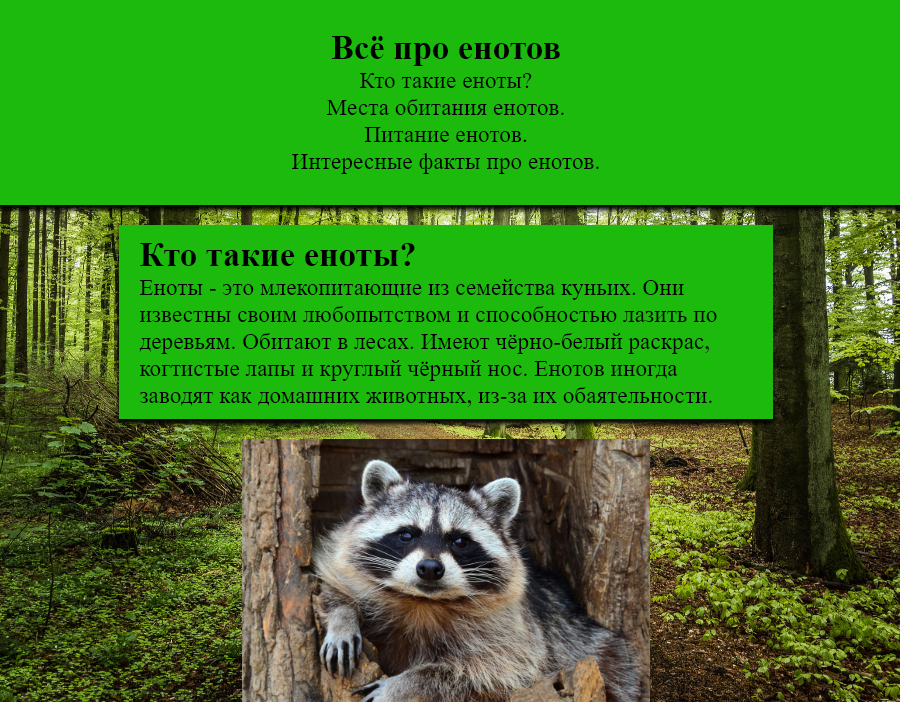 Всё про енотов
Кто такие еноты?
Места обитания енотов.
Питание енотов.
Интересные факты про енотов.
Кто такие еноты?
Еноты - это млекопитающие из семейства куньих. Они
известны своим любопытством и способностью лазить по
деревьям. Обитают в лесах. Имеют чёрно-белый раскрас,
когтистые лапы и круглый чёрный нос. Енотов иногда
заводят как домашних животных, из-за их обаятельности.